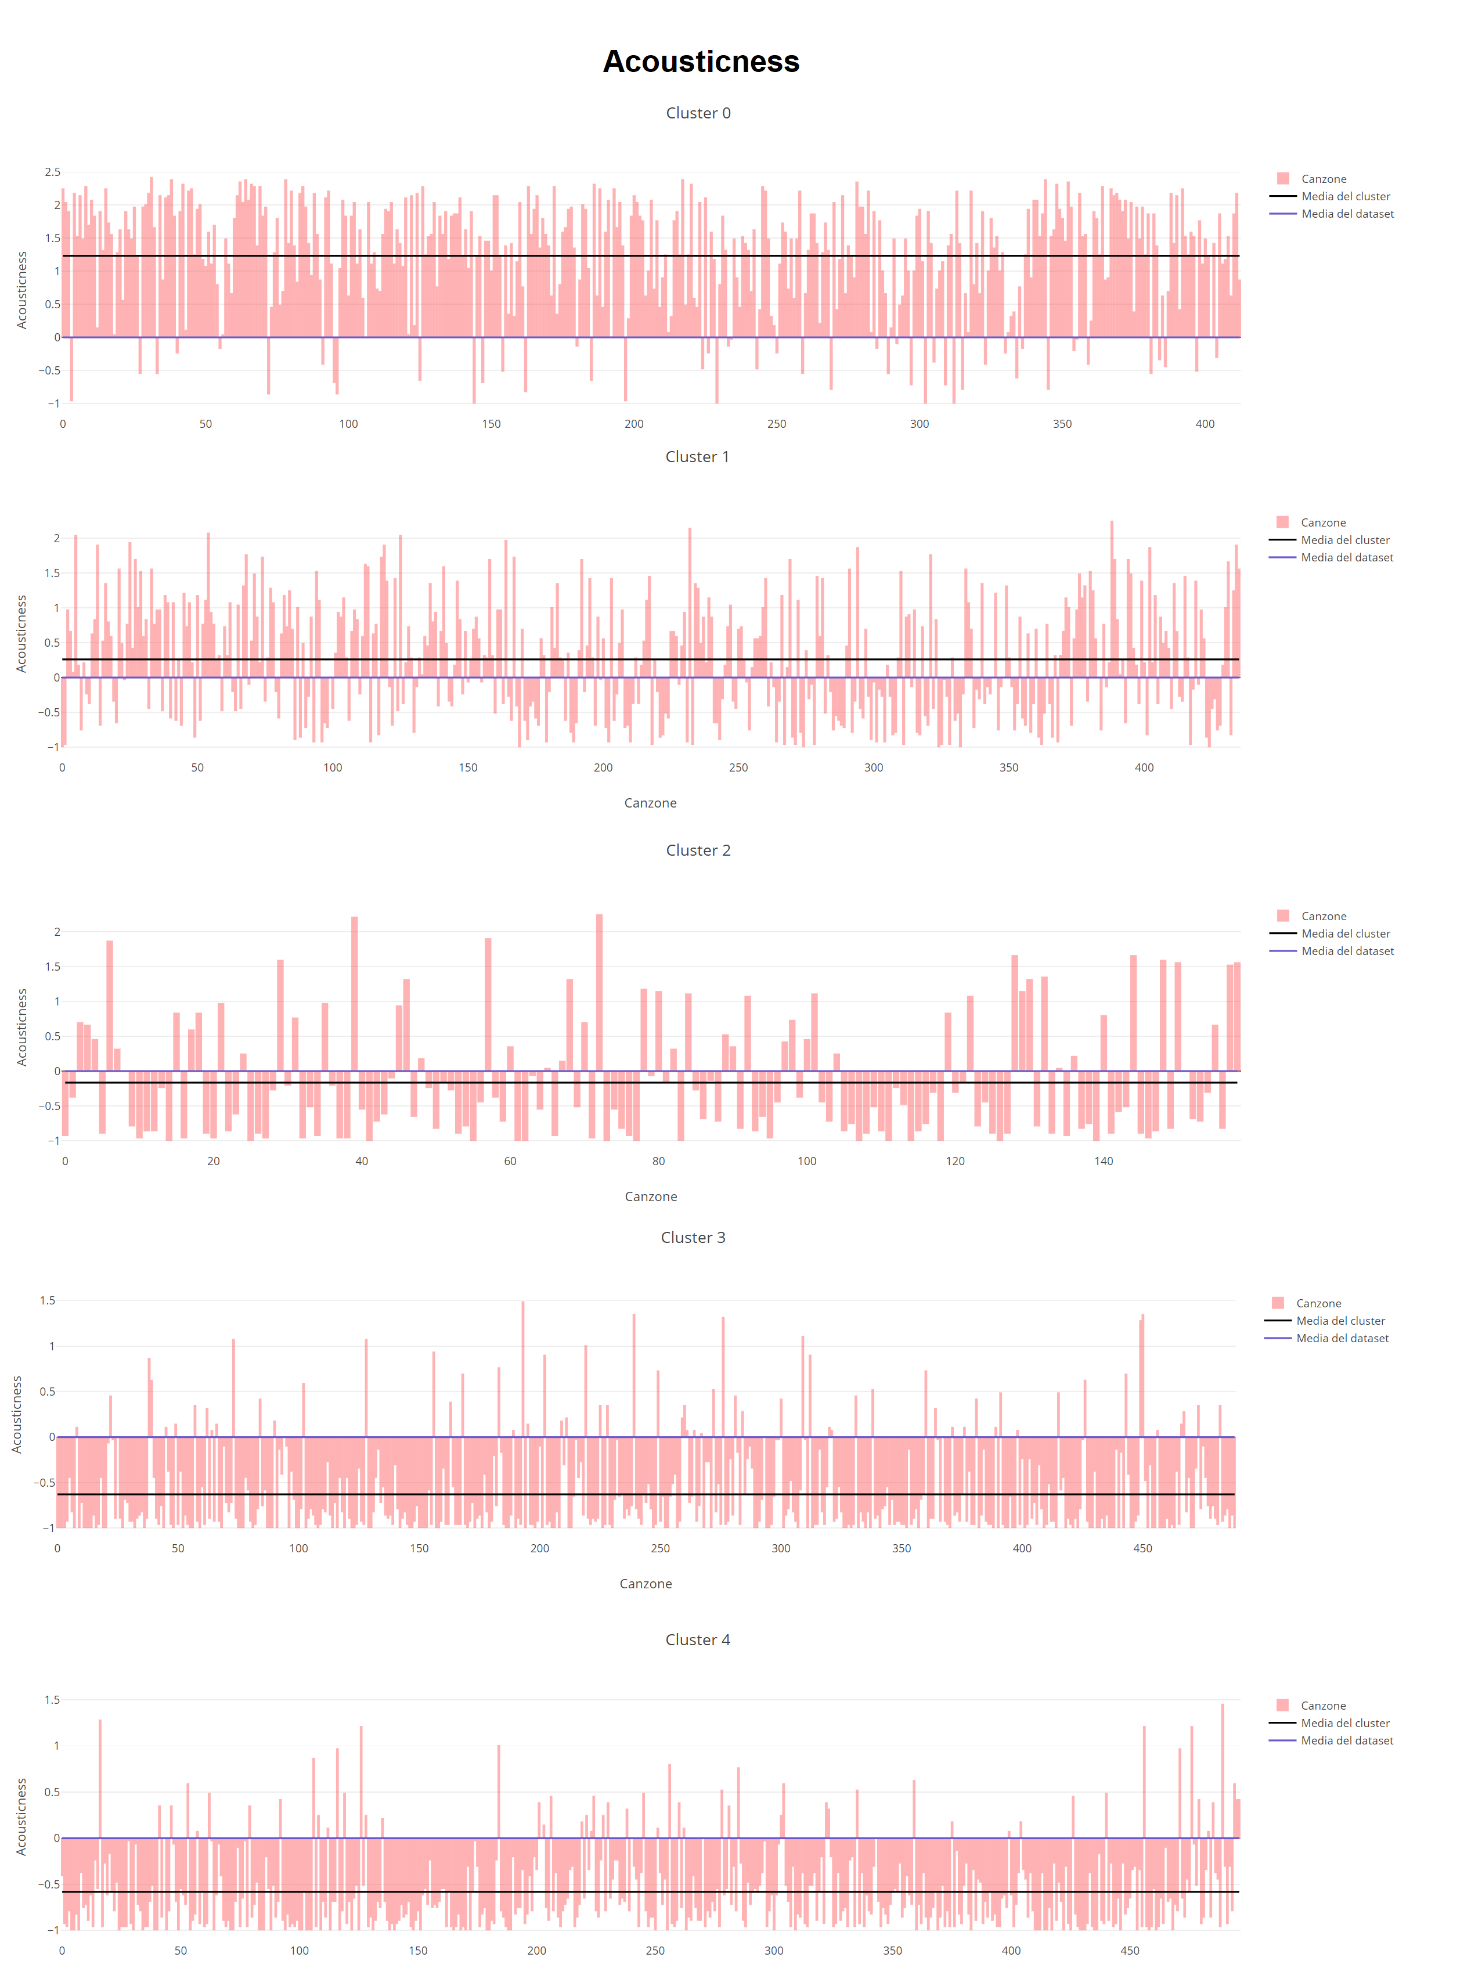 Acousticness
Cluster 0
2.5
2
1.5
1
0.5
0
−0.5
−1
Acousticness
0 50 100 150 200 250 300 350 400
Canzone
Media del cluster
Media del dataset
Cluster 1
2
1.5
1
0.5
0
−0.5
−1
Acousticness
0 50 100 150 200 250 300 350 400
Canzone
Canzone
Media del cluster
Media del dataset
Cluster 2
2
1.5
1
0.5
0
−0.5
−1
Acousticness
0 20 40 60 80 100 120 140
Canzone
Canzone
Media del cluster
Media del dataset
Cluster 3
1.5
1
0.5
0
−0.5
−1
Acousticness
0 50 100 150 200 250 300 350 400 450
Canzone
Canzone
Media del cluster
Media del dataset
Cluster 4
1.5
1
0.5
0
−0.5
−1
Acousticness
0 50 100 150 200 250 300 350 400 450
Canzone
Media del cluster
Media del dataset